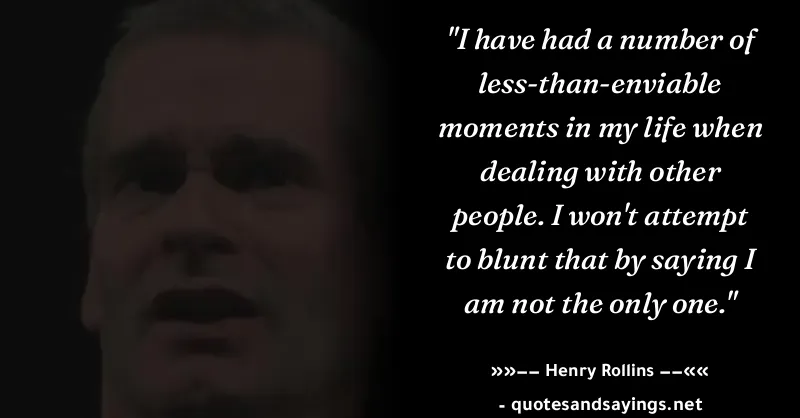 "I have had a number of
less-than-enviable
moments in my life when
dealing with other
people. I won't attempt
to blunt that by saying I
am not the only one."
»»—— Henry Rollins ——««
- quotesandsayings.net